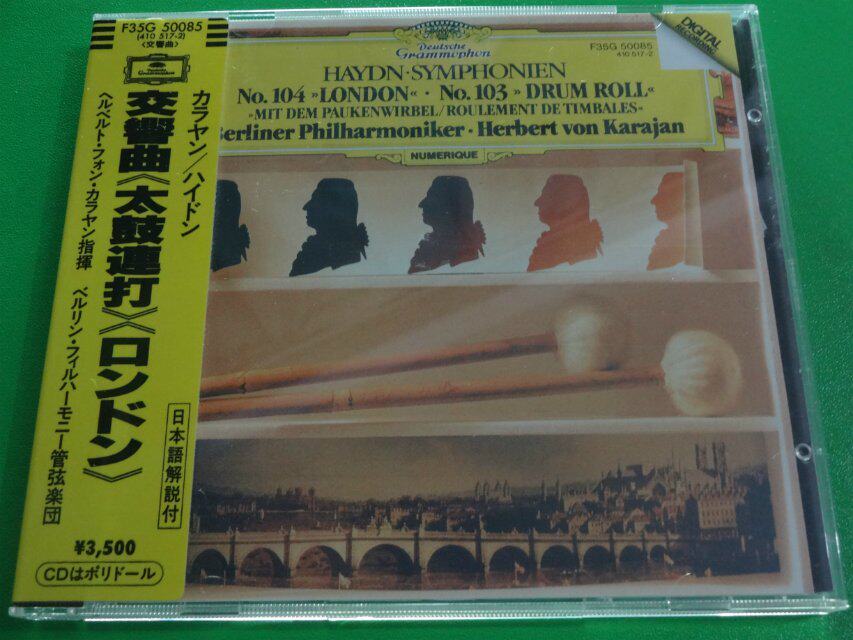 F35G 50085
(410 517-2)
〈交響曲〉
Deutsche
Grammophon
カラヤン/ハイドン
交響曲《太鼓連打》《ロンドン》
ヘルベルト・フォン・カラヤン指揮 ベルリン・フィルハーモニー管弦楽団
日本語解説付
¥3,500
CDはポリドール
Deutsche
Grammophon
F35G 50085
410 517-2
DIGITAL
RECORDING
HAYDN·SYMPHONIEN
No. 104 »LONDON« · No. 103 »DRUM ROLL«
»MIT DEM PAUKENWIRBEL/ROULEMENT DE TIMBALES«
Berliner Philharmoniker · Herbert von Karajan
NUMERIQUE